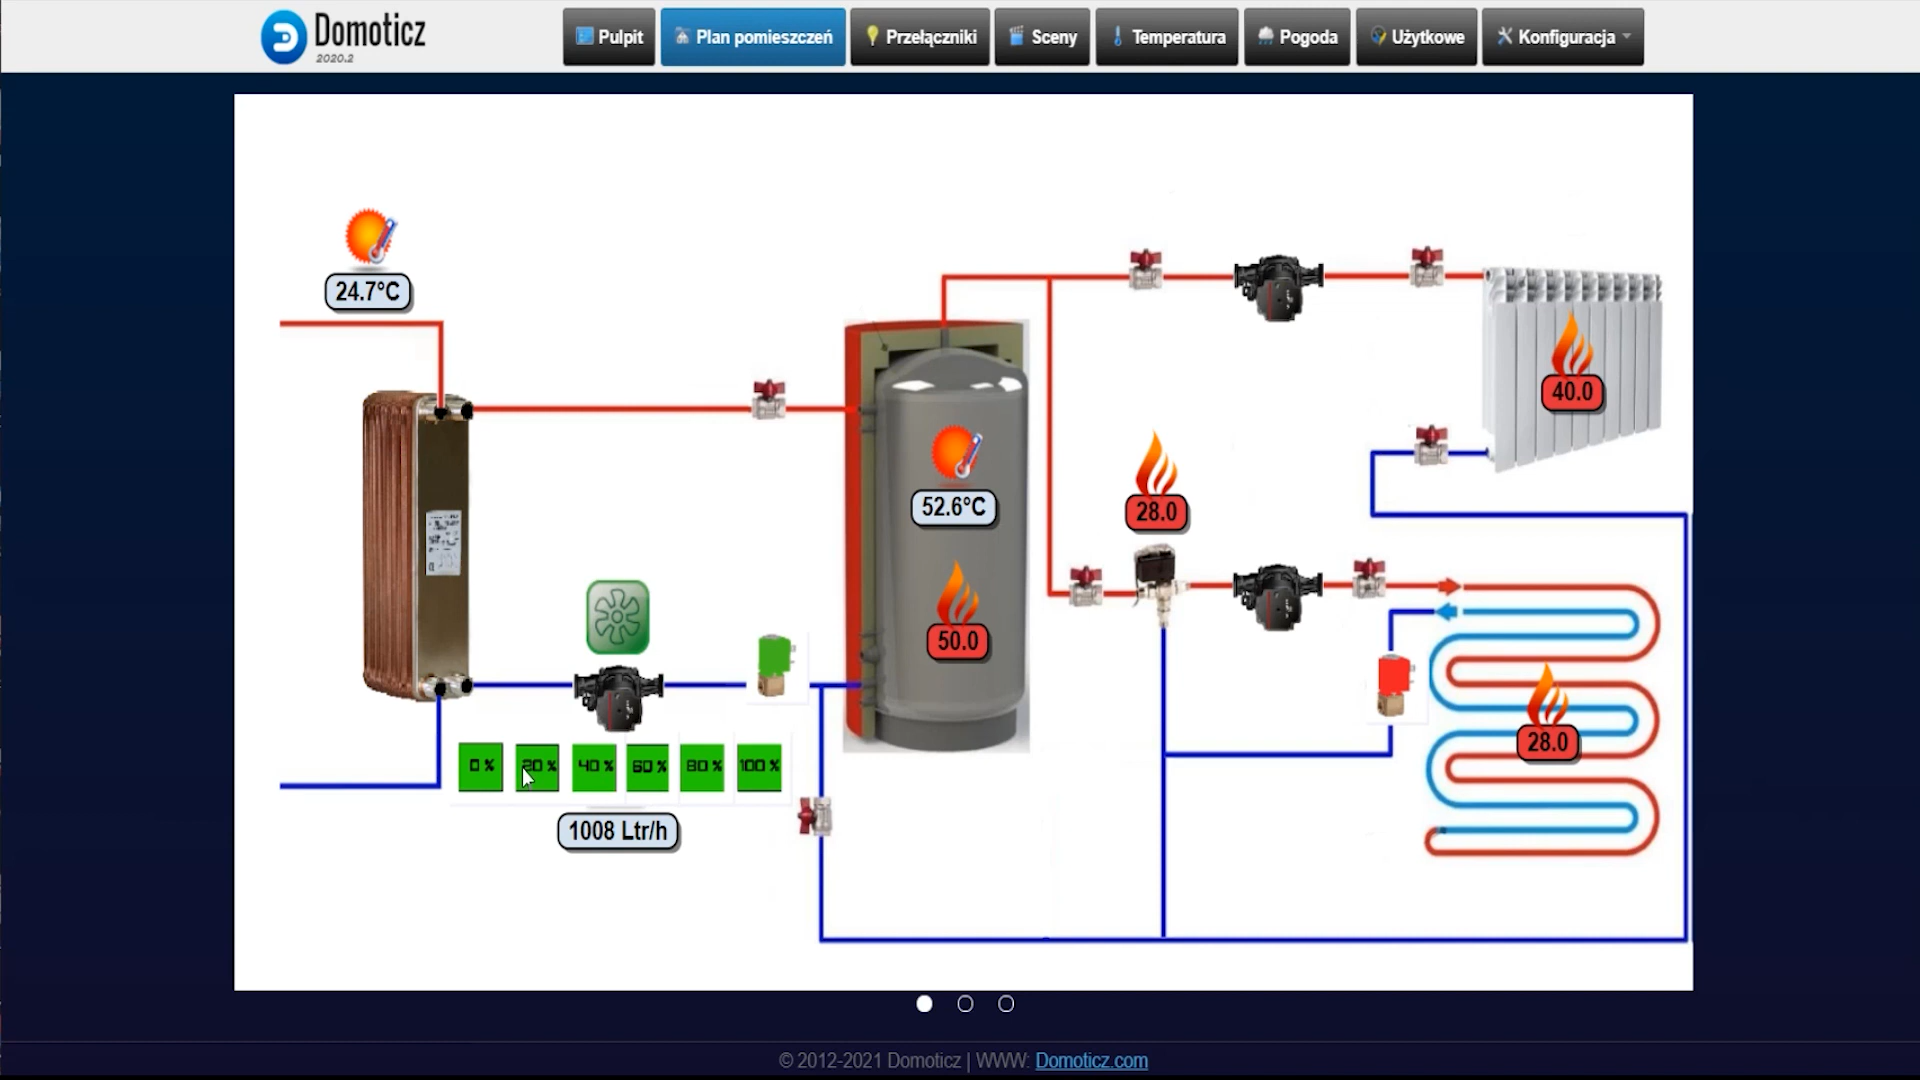 Domoticz
2020.2
Pulpit
Plan pomieszczeń
Przełączniki
Sceny
Temperatura
Pogoda
Użytkowe
Konfiguracja
24.7°C
40.0
52.6°C
28.0
50.0
28.0
0 %
20 %
40 %
60 %
80 %
100 %
1008 Ltr/h
© 2012-2021 Domoticz | WWW: Domoticz.com